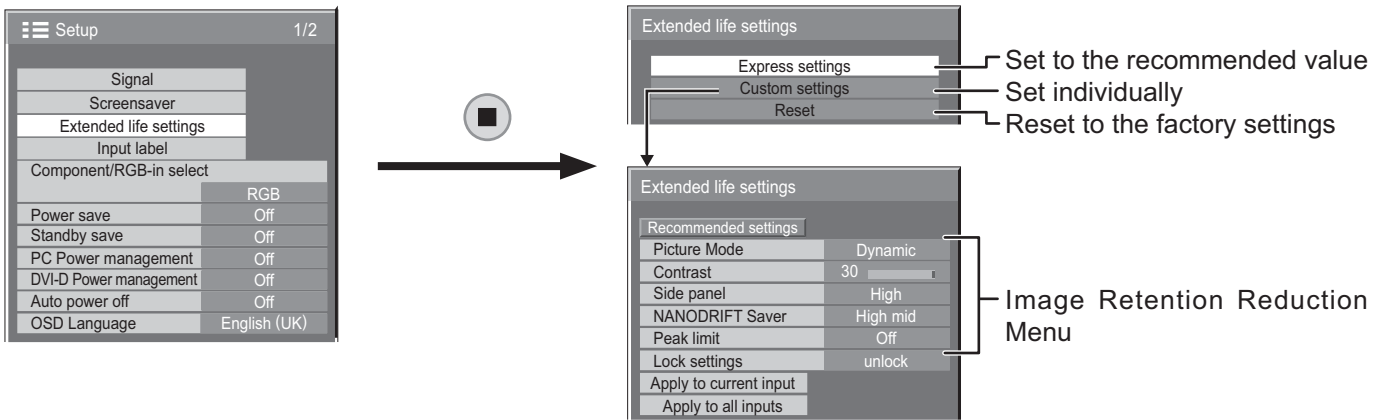 Setup 1/2
Signal
Screensaver
Extended life settings
Input label
Component/RGB-in select
RGB
Power save Off
Standby save Off
PC Power management Off
DVI-D Power management Off
Auto power off Off
OSD Language English (UK)
Extended life settings
Express settings
Custom settings
Reset
Set to the recommended value
Set individually
Reset to the factory settings
Extended life settings
Recommended settings
Picture Mode Dynamic
Contrast 30
Side panel High
NANODRIFT Saver High mid
Peak limit Off
Lock settings unlock
Apply to current input
Apply to all inputs
Image Retention Reduction
Menu